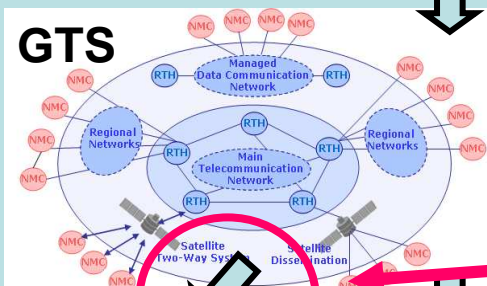 GTS
NMC
NMC
NMC
NMC
Managed
Data Communication
Network
RTH
RTH
NMC
NMC
NMC
NMC
NMC
NMC
NMC
NMC
Regional
Networks
Regional
Networks
RTH
RTH
RTH
Main
Telecommunication
Network
RTH
RTH
NMC
NMC
NMC
Satellite
Two-Way System
Satellite
Dissemination
NMC
NMC
NMC